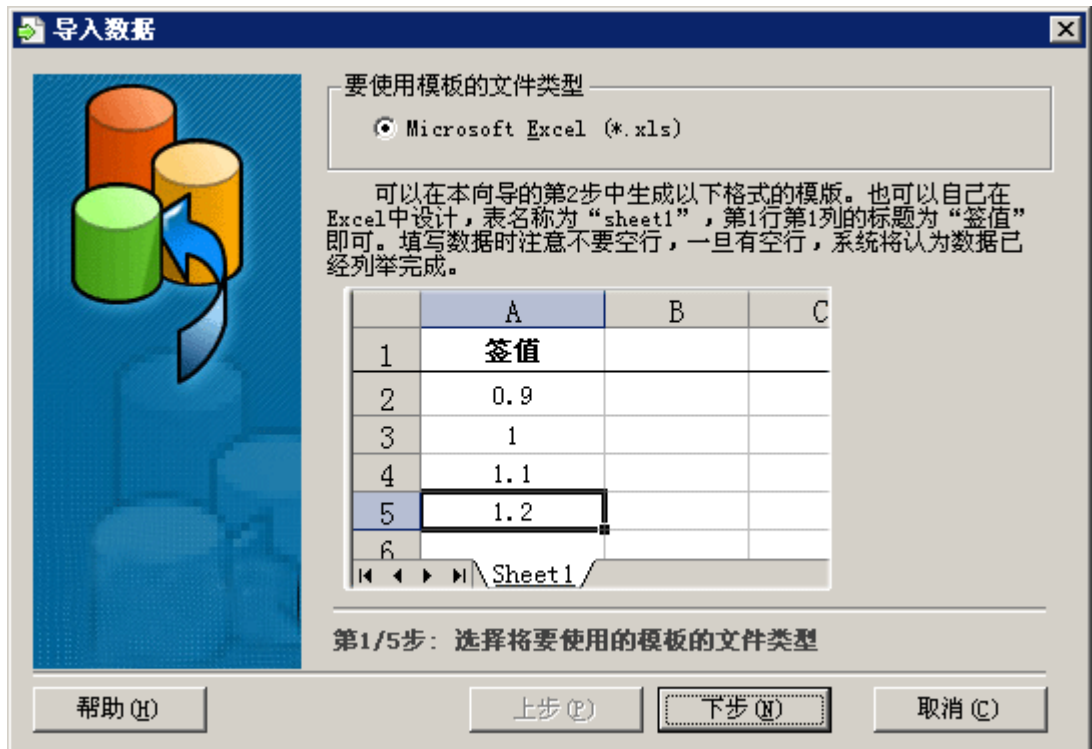 导入数据
要使用模板的文件类型
Microsoft Excel (*.xls)
可以在本向导的第2步中生成以下格式的模版。也可以自己在
Excel中设计，表名称为“sheet1”，第1行第1列的标题为“签值”
即可。填写数据时注意不要空行，一旦有空行，系统将认为数据已
经列举完成。
A B C
1 签值
2 0.9
3 1
4 1.1
5 1.2
6
Sheet1
第1/5步: 选择将要使用的模板的文件类型
帮助(H) 上步(P) 下步(N) 取消(C)